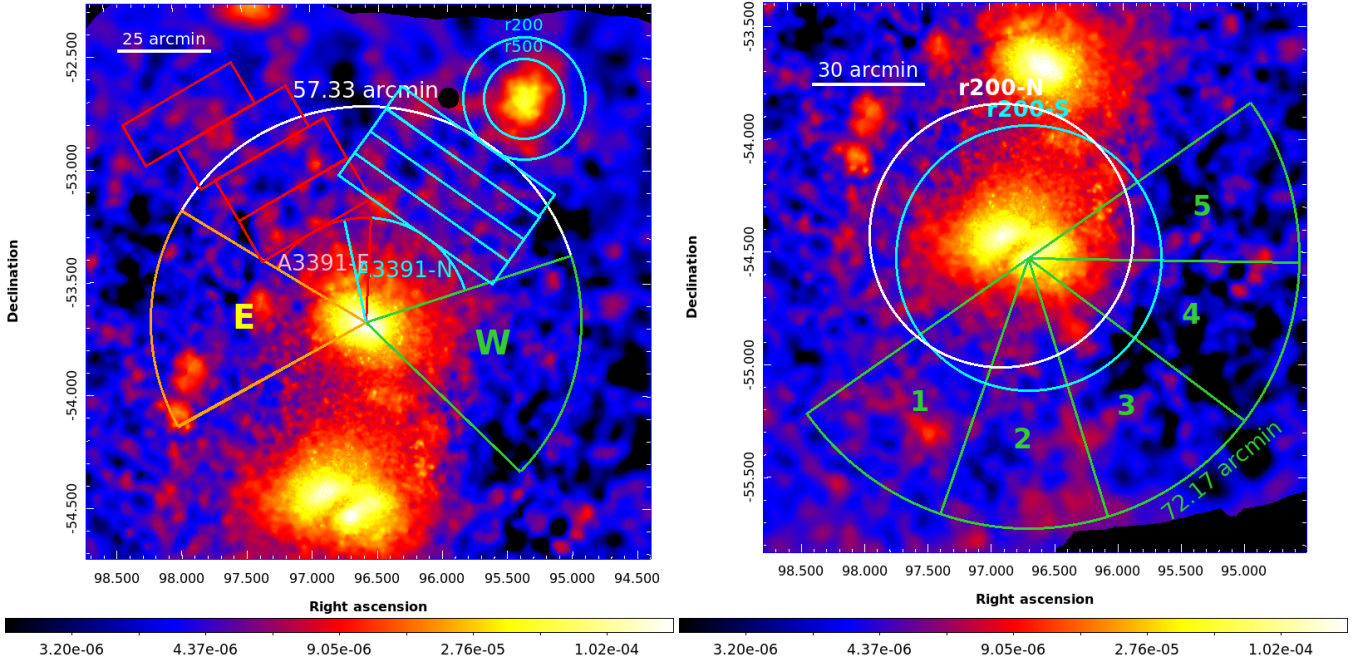 r200
r500
25 arcmin
57.33 arcmin
A3391-E
A3391-N
E
W
-52.500
-53.000
-53.500
-54.000
-54.500
Declination
98.500 98.000 97.500 97.000 96.500 96.000 95.500 95.000 94.500
Right ascension
3.20e-06 4.37e-06 9.05e-06 2.76e-05 1.02e-04
30 arcmin
r200-N
r200-S
5
4
1
3
2
72.17 arcmin
-53.500
-54.000
-54.500
-55.000
-55.500
Declination
98.500 98.000 97.500 97.000 96.500 96.000 95.500 95.000
Right ascension
3.20e-06 4.37e-06 9.05e-06 2.76e-05 1.02e-04